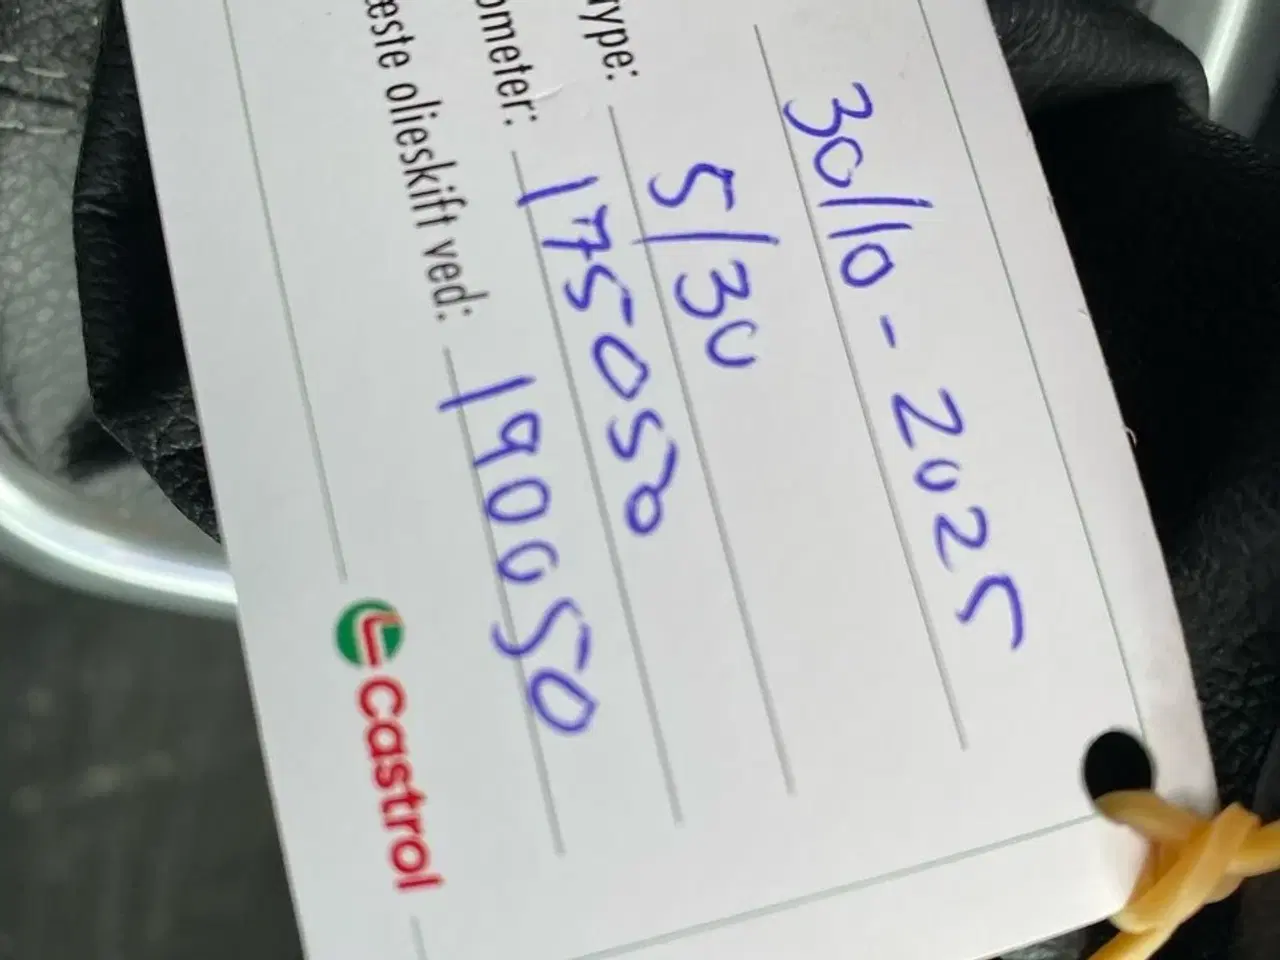 30/10-2025
ype: 5/30
ometer: 175050
æste olieskift ved: 190050
Castrol